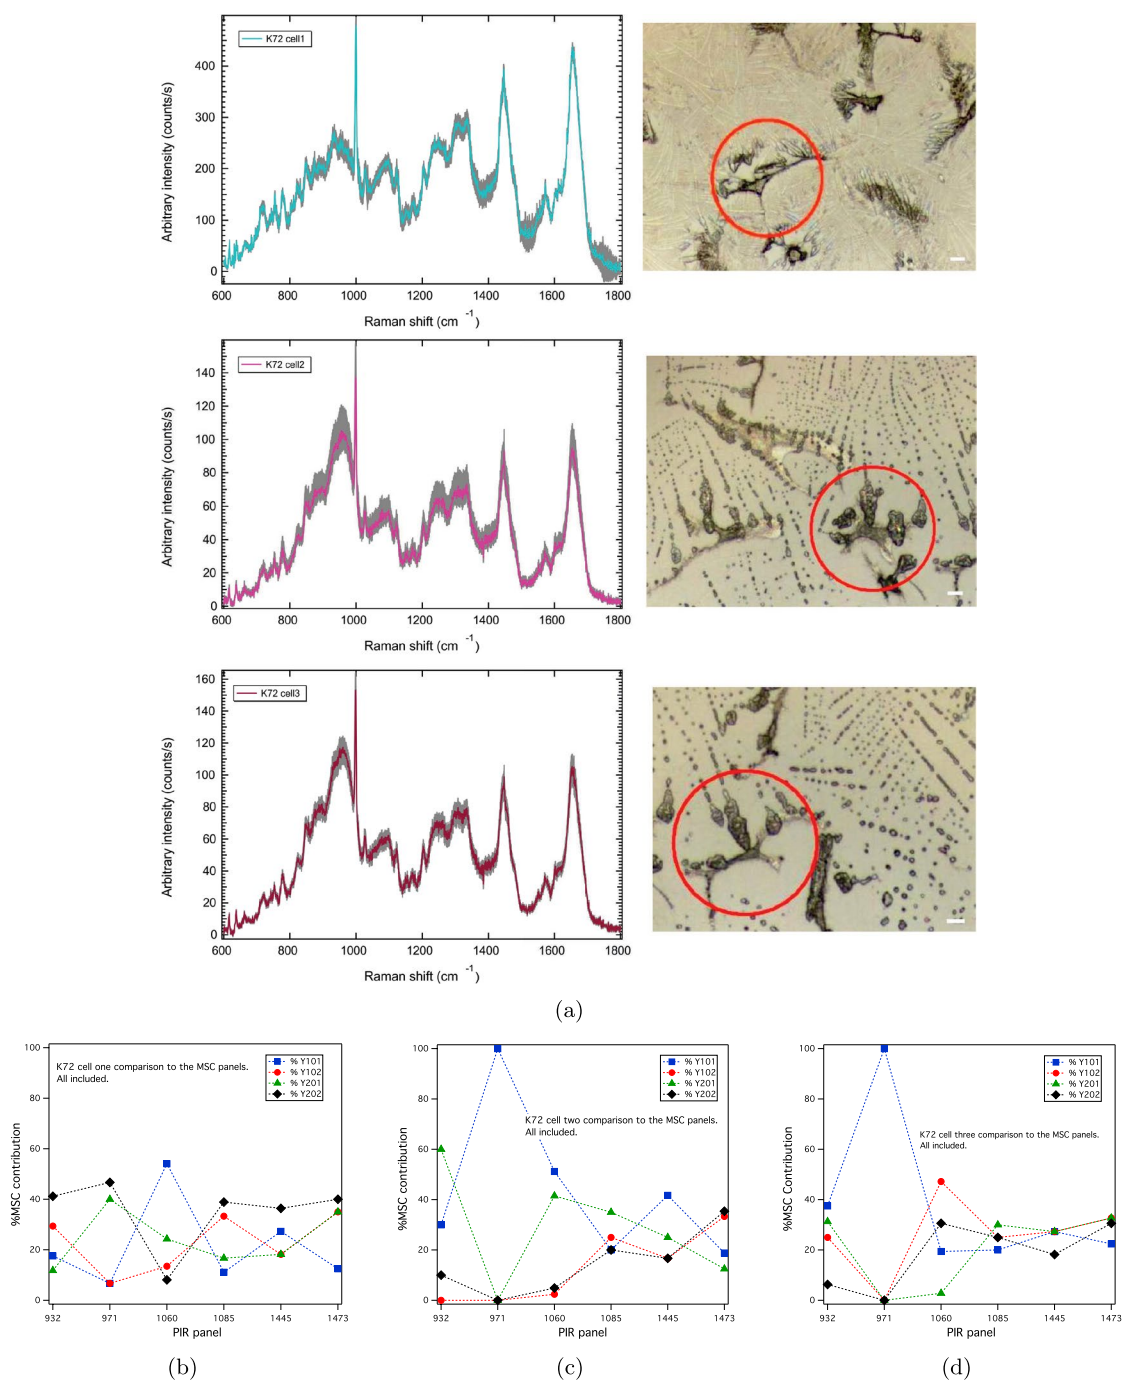 K72 cell1
400
300
200
100
0
Arbitrary intensity (counts/s)
600 800 1000 1200 1400 1600 1800
Raman shift (cm⁻¹)
K72 cell2
140
120
100
80
60
40
20
0
Arbitrary intensity (counts/s)
600 800 1000 1200 1400 1600 1800
Raman shift (cm⁻¹)
K72 cell3
160
140
120
100
80
60
40
20
0
Arbitrary intensity (counts/s)
600 800 1000 1200 1400 1600 1800
Raman shift (cm⁻¹)
(a)
K72 cell one comparison to the MSC panels.
All included.
% Y101
% Y102
% Y201
% Y202
100
80
60
40
20
0
%MSC contribution
932 971 1060 1085 1445 1473
PIR panel
(b)
K72 cell two comparison to the MSC panels.
All included.
% Y101
% Y102
% Y201
% Y202
100
80
60
40
20
0
%MSC contribution
932 971 1060 1085 1445 1473
PIR panel
(c)
K72 cell three comparison to the MSC panels.
All included.
% Y101
% Y102
% Y201
% Y202
100
80
60
40
20
0
%MSC Contribution
932 971 1060 1085 1445 1473
PIR panel
(d)